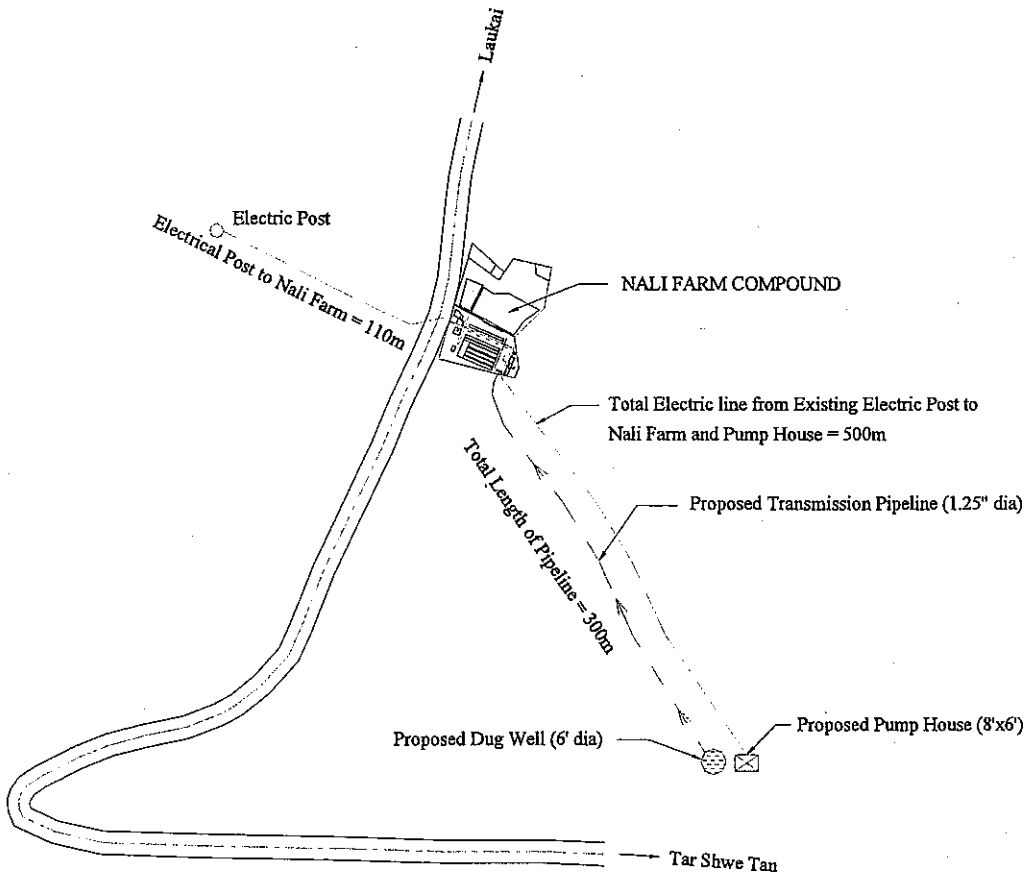 Laukai
Electric Post
Electrical Post to Nali Farm = 110m
NALI FARM COMPOUND
Total Electric line from Existing Electric Post to
Nali Farm and Pump House = 500m
Proposed Transmission Pipeline (1.25" dia)
Total Length of Pipeline = 300m
Proposed Pump House (8'x6')
Proposed Dug Well (6' dia)
Tar Shwe Tan